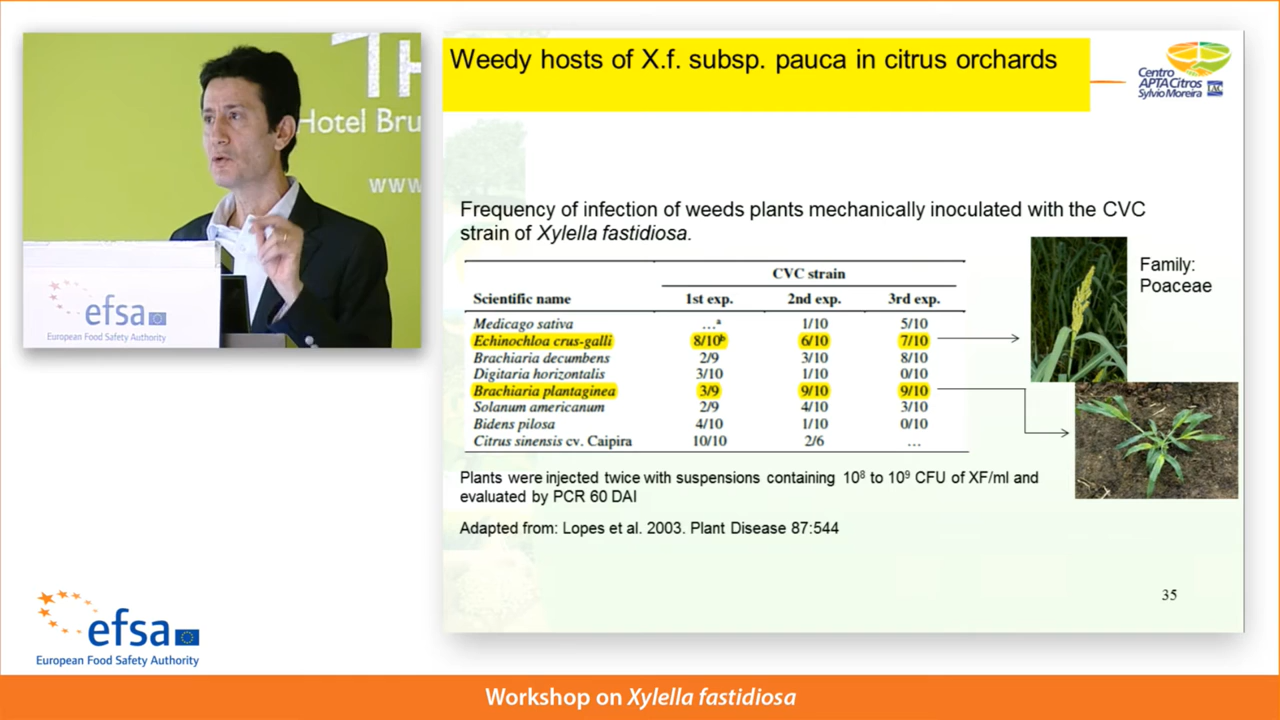 TH
Hotel Bru
www.
efsa
European Food Safety Authority
Weedy hosts of X.f. subsp. pauca in citrus orchards
Centro
APTA Citros
Sylvio Moreira
IAC
Frequency of infection of weeds plants mechanically inoculated with the CVC
strain of Xylella fastidiosa.
CVC strain
Scientific name 1st exp. 2nd exp. 3rd exp.
Medicago sativa …ª 1/10 5/10
Echinochloa crus-galli 8/10ᵇ 6/10 7/10
Brachiaria decumbens 2/9 3/10 8/10
Digitaria horizontalis 3/10 1/10 0/10
Brachiaria plantaginea 3/9 9/10 9/10
Solanum americanum 2/9 4/10 3/10
Bidens pilosa 4/10 1/10 0/10
Citrus sinensis cv. Caipira 10/10 2/6 …
Family:
Poaceae
Plants were injected twice with suspensions containing 10⁸ to 10⁹ CFU of XF/ml and
evaluated by PCR 60 DAI
Adapted from: Lopes et al. 2003. Plant Disease 87:544
35
efsa
European Food Safety Authority
Workshop on Xylella fastidiosa